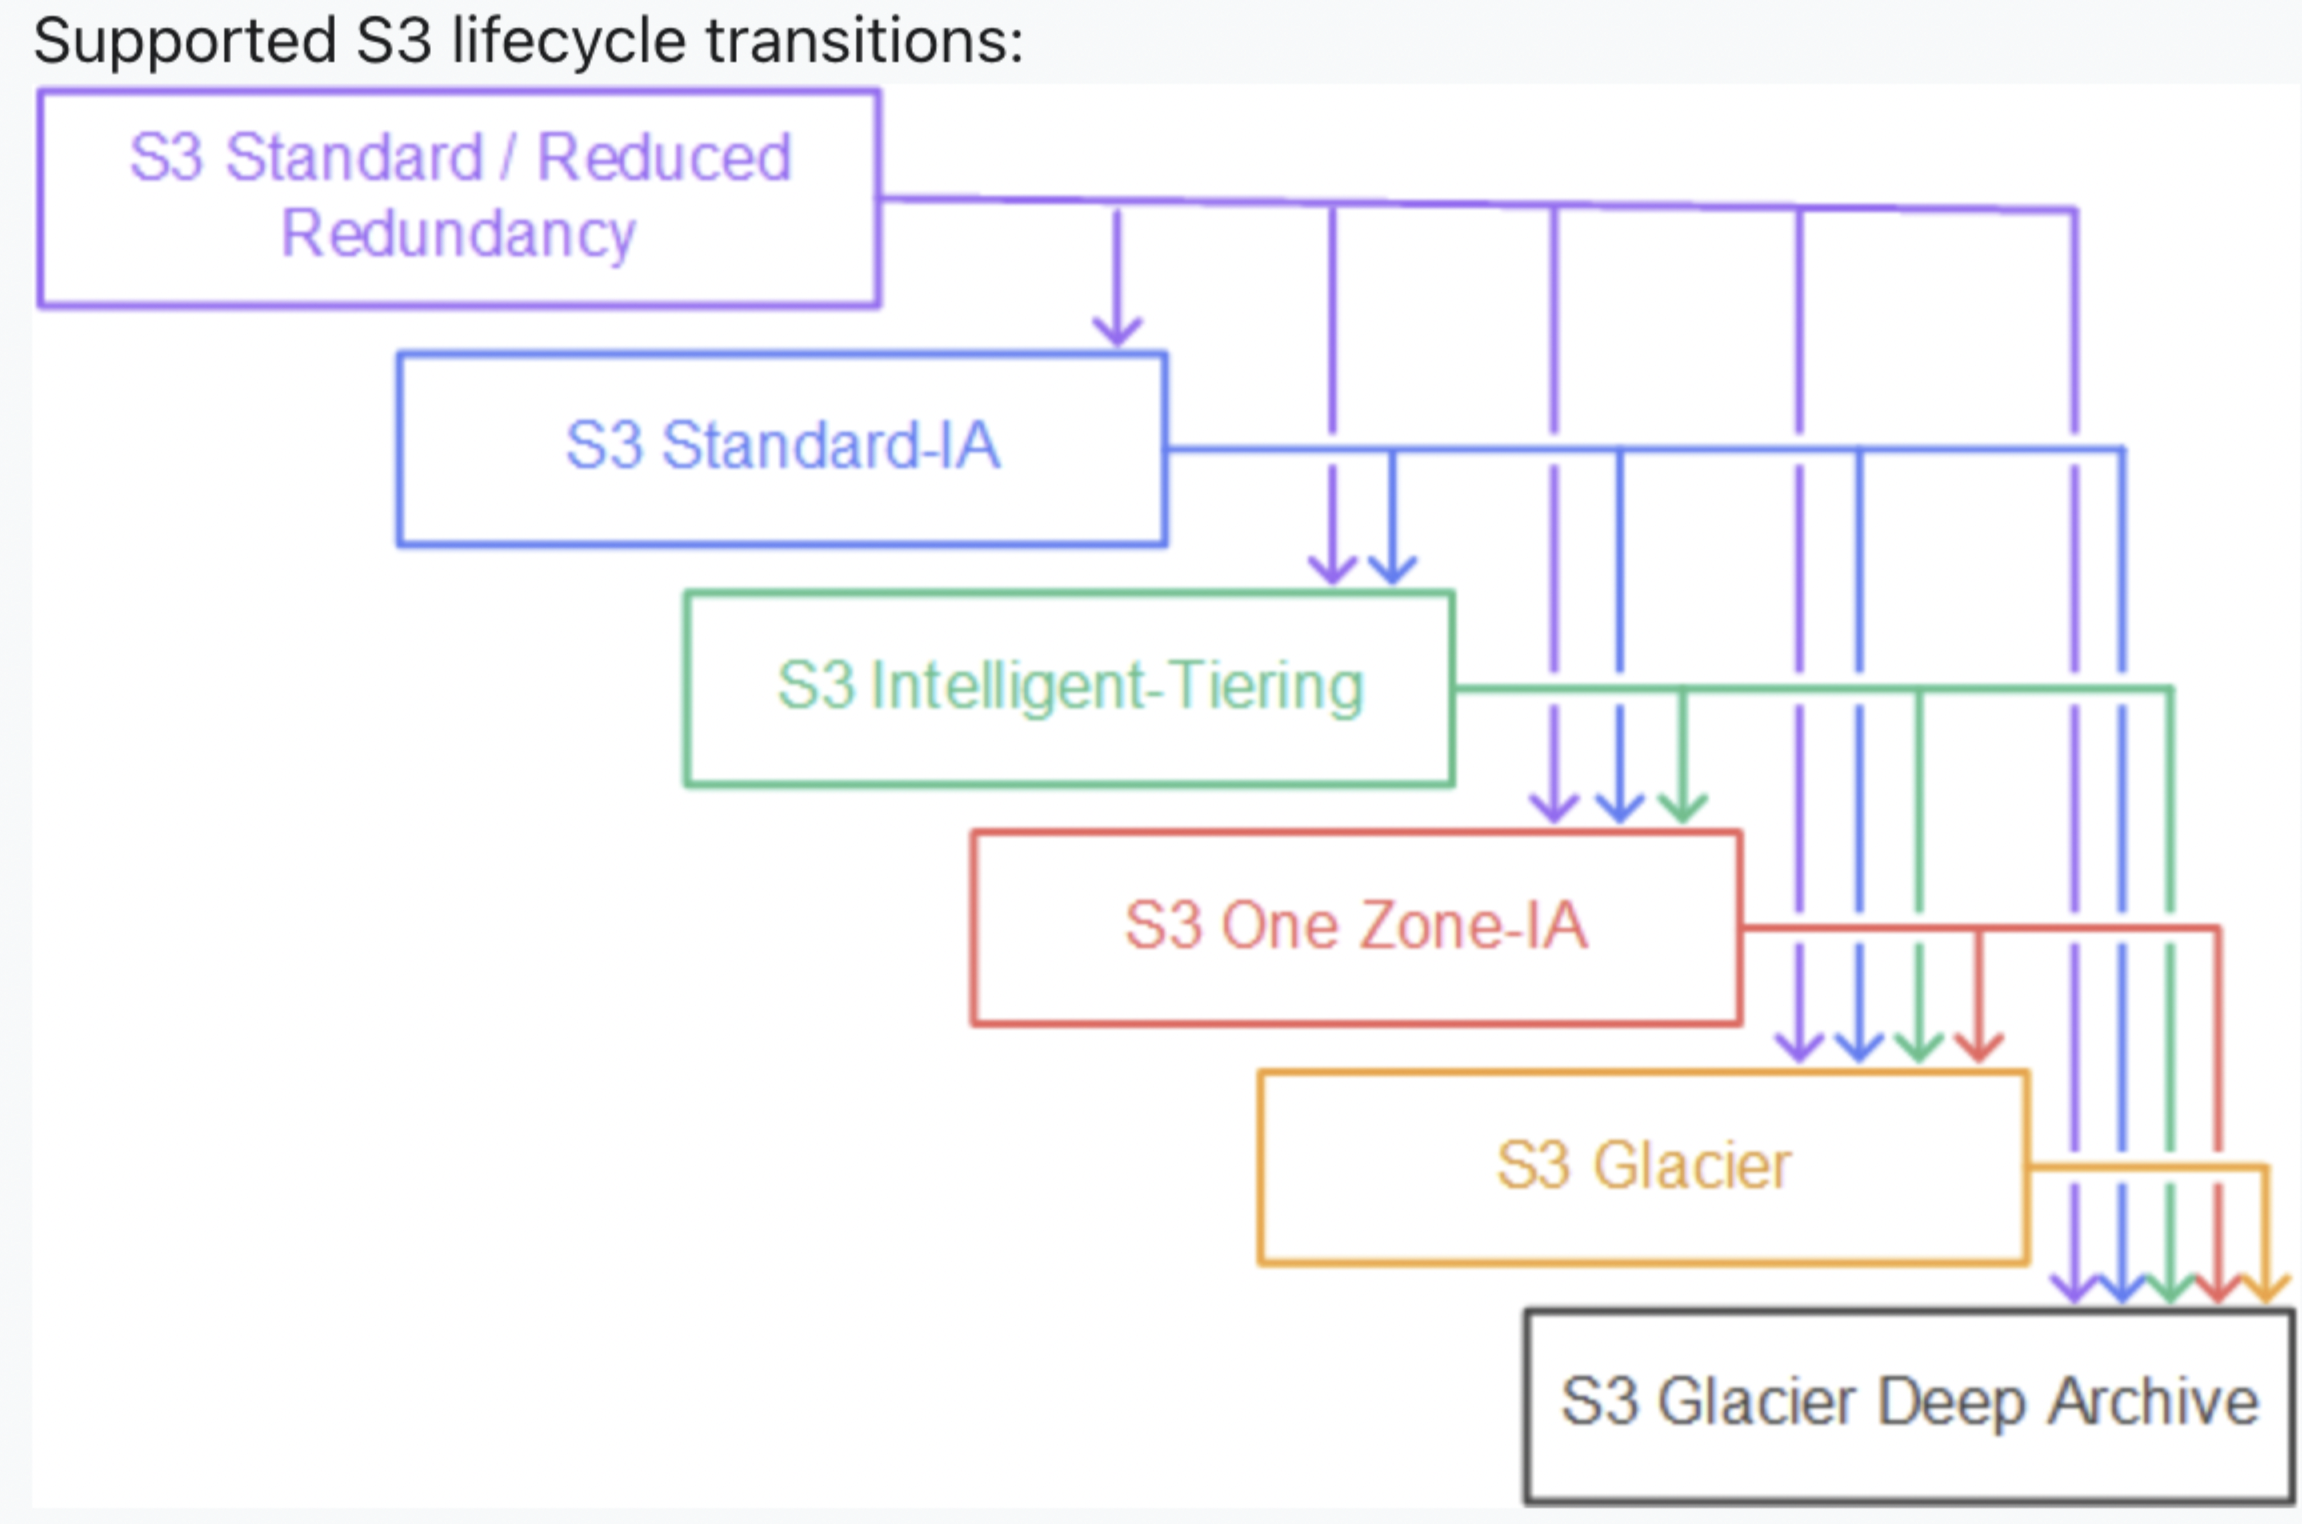 Supported S3 lifecycle transitions:
S3 Standard / Reduced
Redundancy
S3 Standard-IA
S3 Intelligent-Tiering
S3 One Zone-IA
S3 Glacier
S3 Glacier Deep Archive